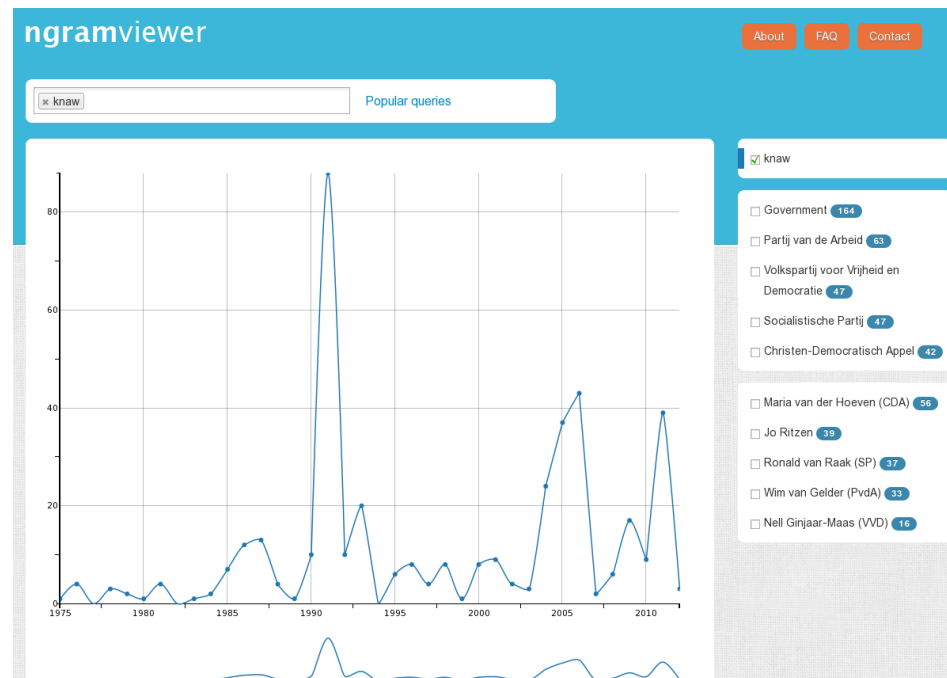 ngramviewer
About FAQ Contact
× knaw
Popular queries
knaw
Government 164
Partij van de Arbeid 63
Volkspartij voor Vrijheid en
Democratie 47
Socialistische Partij 47
Christen-Democratisch Appel 42
Maria van der Hoeven (CDA) 56
Jo Ritzen 39
Ronald van Raak (SP) 37
Wim van Gelder (PvdA) 33
Nell Ginjaar-Maas (VVD) 16
80
60
40
20
0
1975 1980 1985 1990 1995 2000 2005 2010